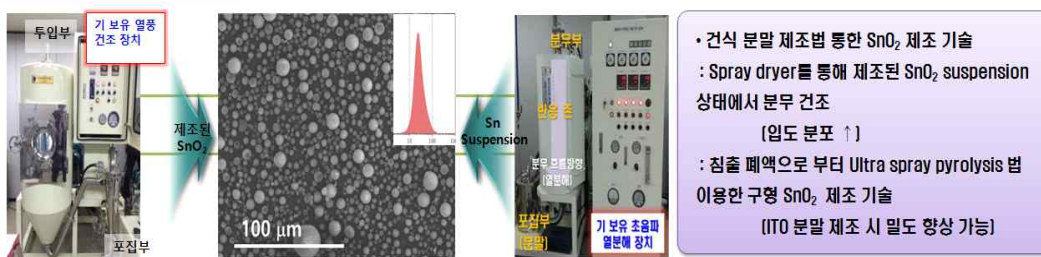 투입부
기 보유 열풍
건조 장치
포집부
제조된
SnO₂
100 μm
10
100
Sn
Suspension
분무부
반응 존
분무 흐름방향
(열분해)
포집부
(분말)
기 보유 초음파
열분해 장치
• 건식 분말 제조법 통한 SnO₂ 제조 기술
: Spray dryer를 통해 제조된 SnO₂ suspension
상태에서 분무 건조
(입도 분포 ↑)
: 침출 폐액으로 부터 Ultra spray pyrolysis 법
이용한 구형 SnO₂ 제조 기술
(ITO 분말 제조 시 밀도 향상 가능)